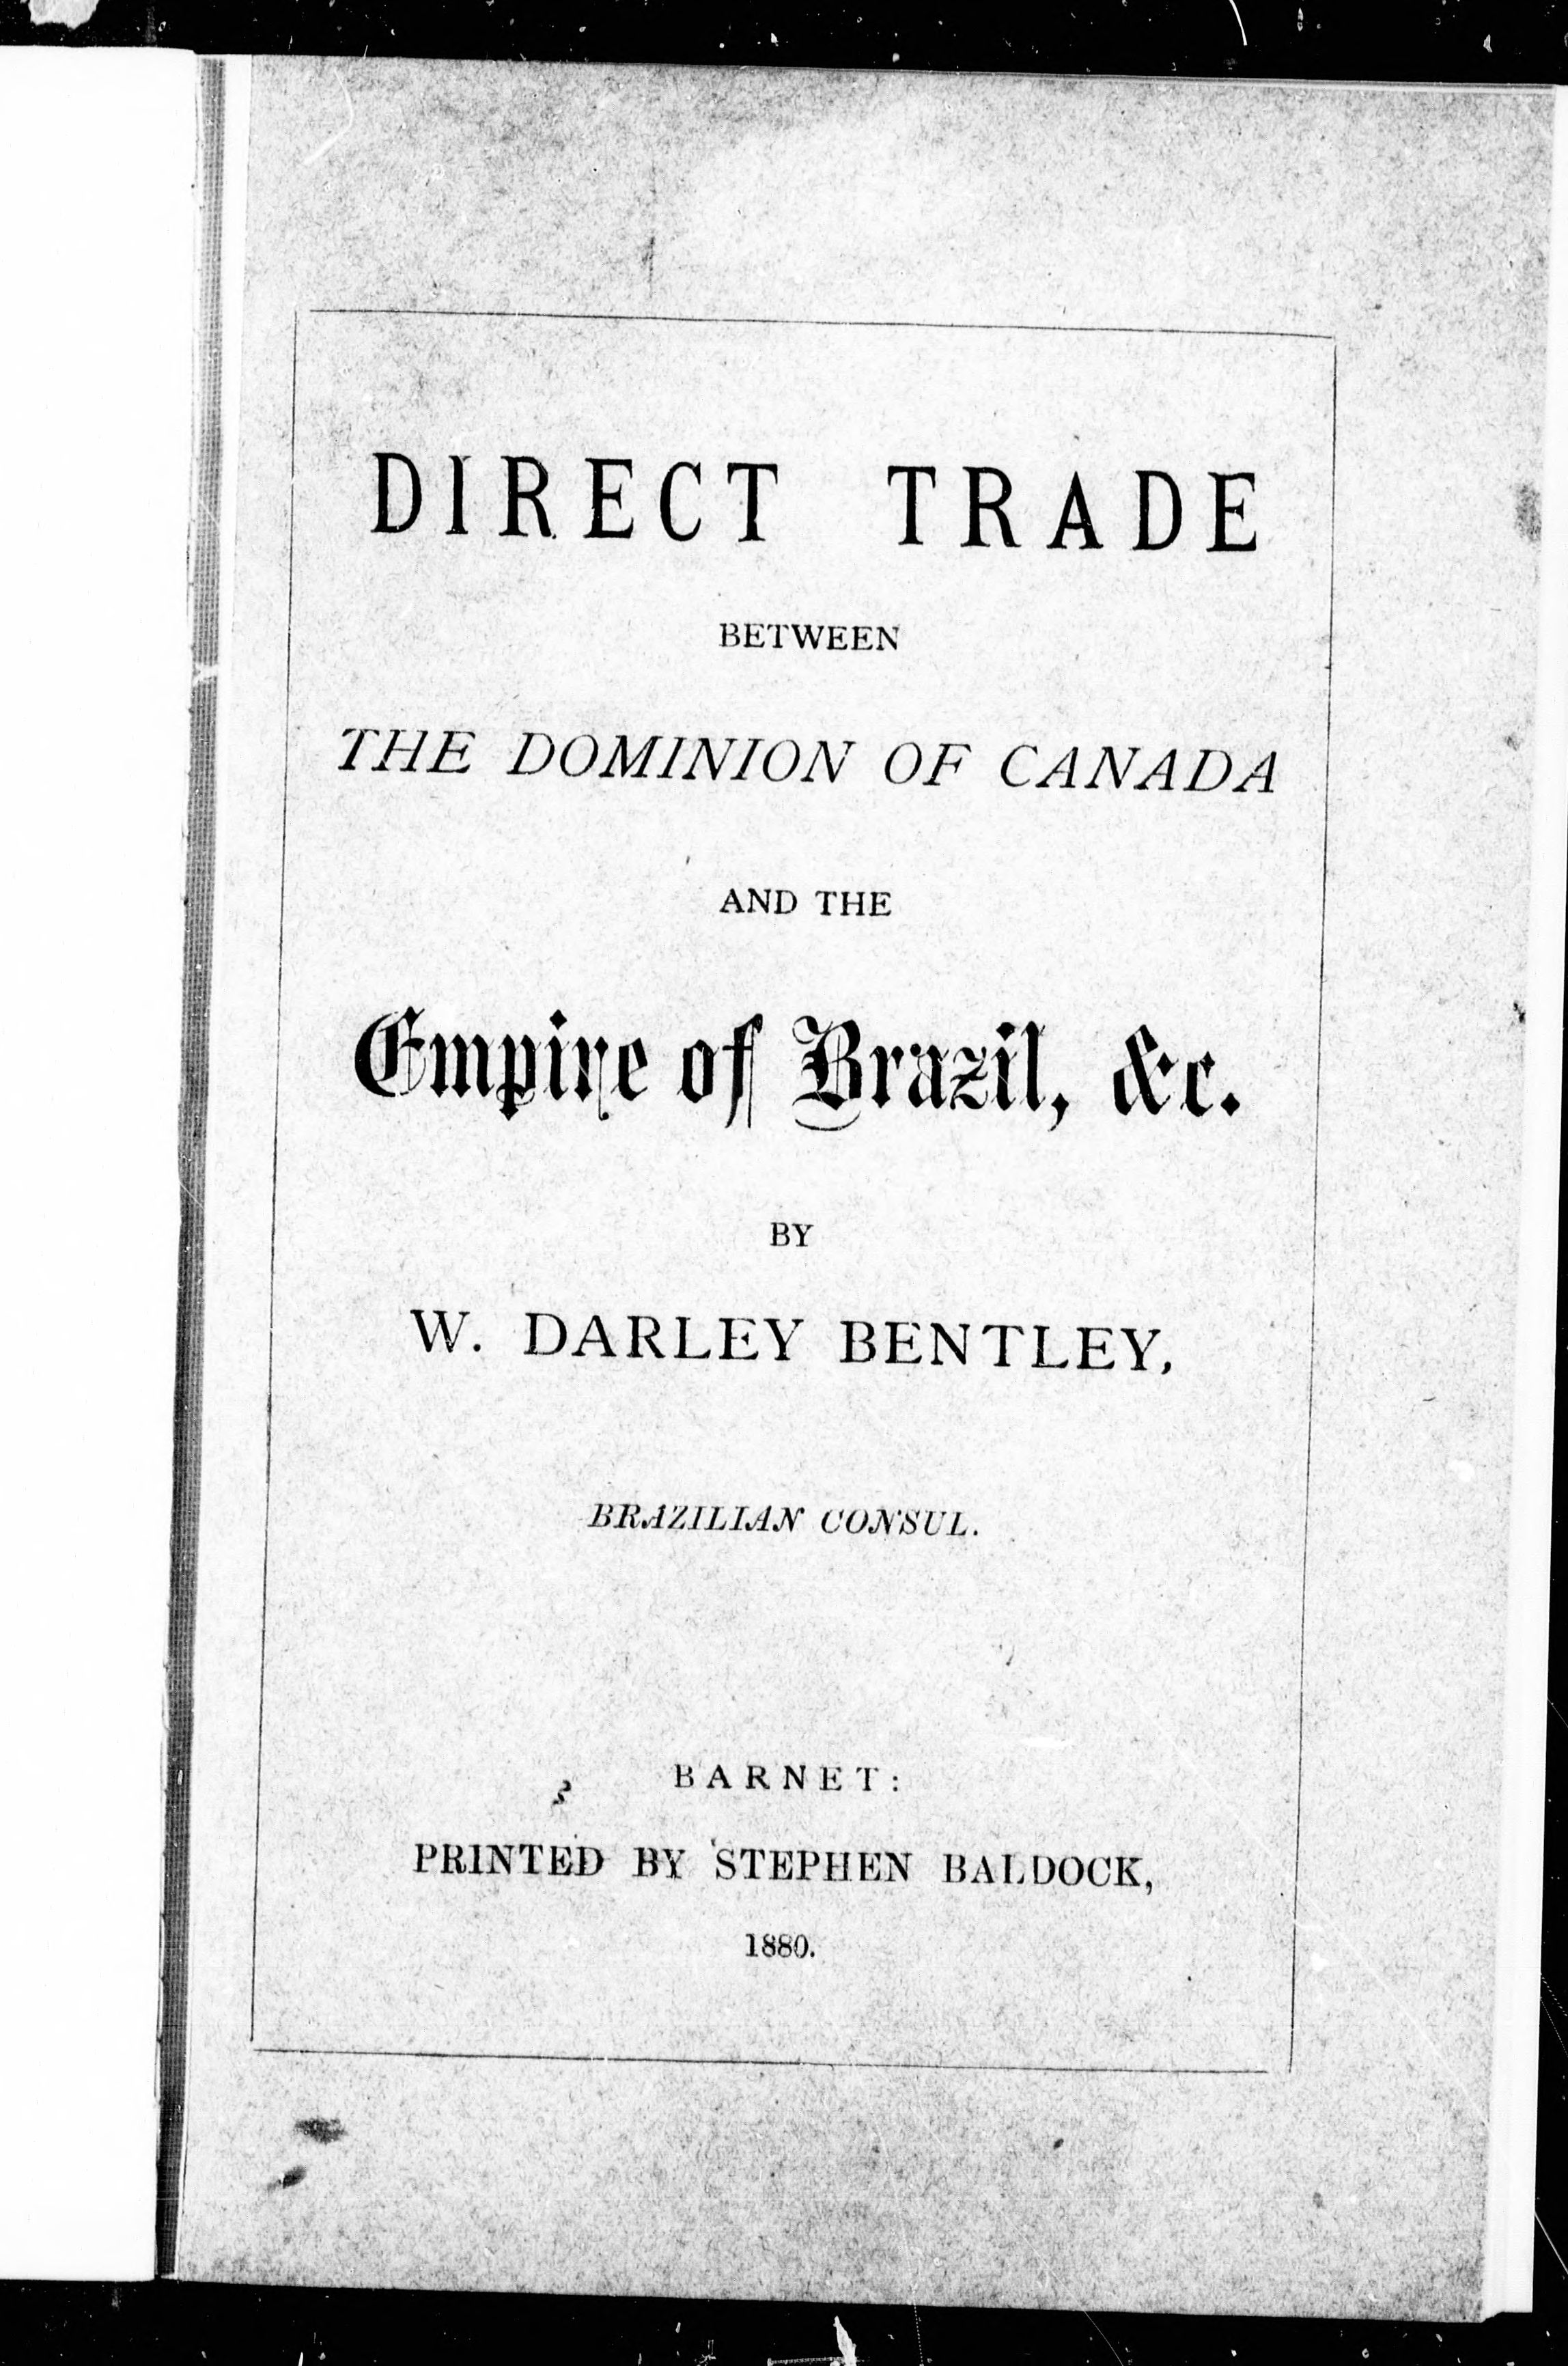 DIRECT TRADE
BETWEEN
THE DOMINION OF CANADA
AND THE
Empire of Brazil, &c.
BY
W. DARLEY BENTLEY,
BRAZILIAN CONSUL.
BARNET:
PRINTED BY STEPHEN BALDOCK,
1880.